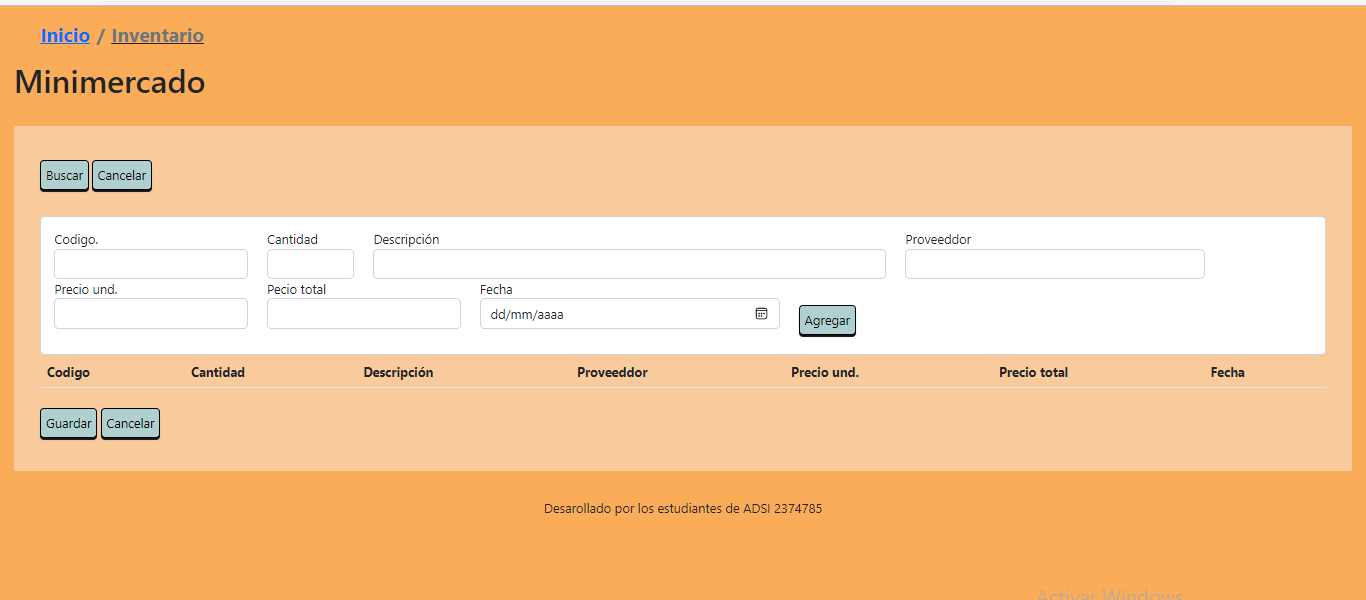 Inicio / Inventario
Minimercado
Buscar Cancelar
Codigo. Cantidad Descripción Proveeddor
Precio und. Pecio total Fecha
dd/mm/aaaa Agregar
Codigo Cantidad Descripción Proveeddor Precio und. Precio total Fecha
Guardar Cancelar
Desarollado por los estudiantes de ADSI 2374785
Activar Windows